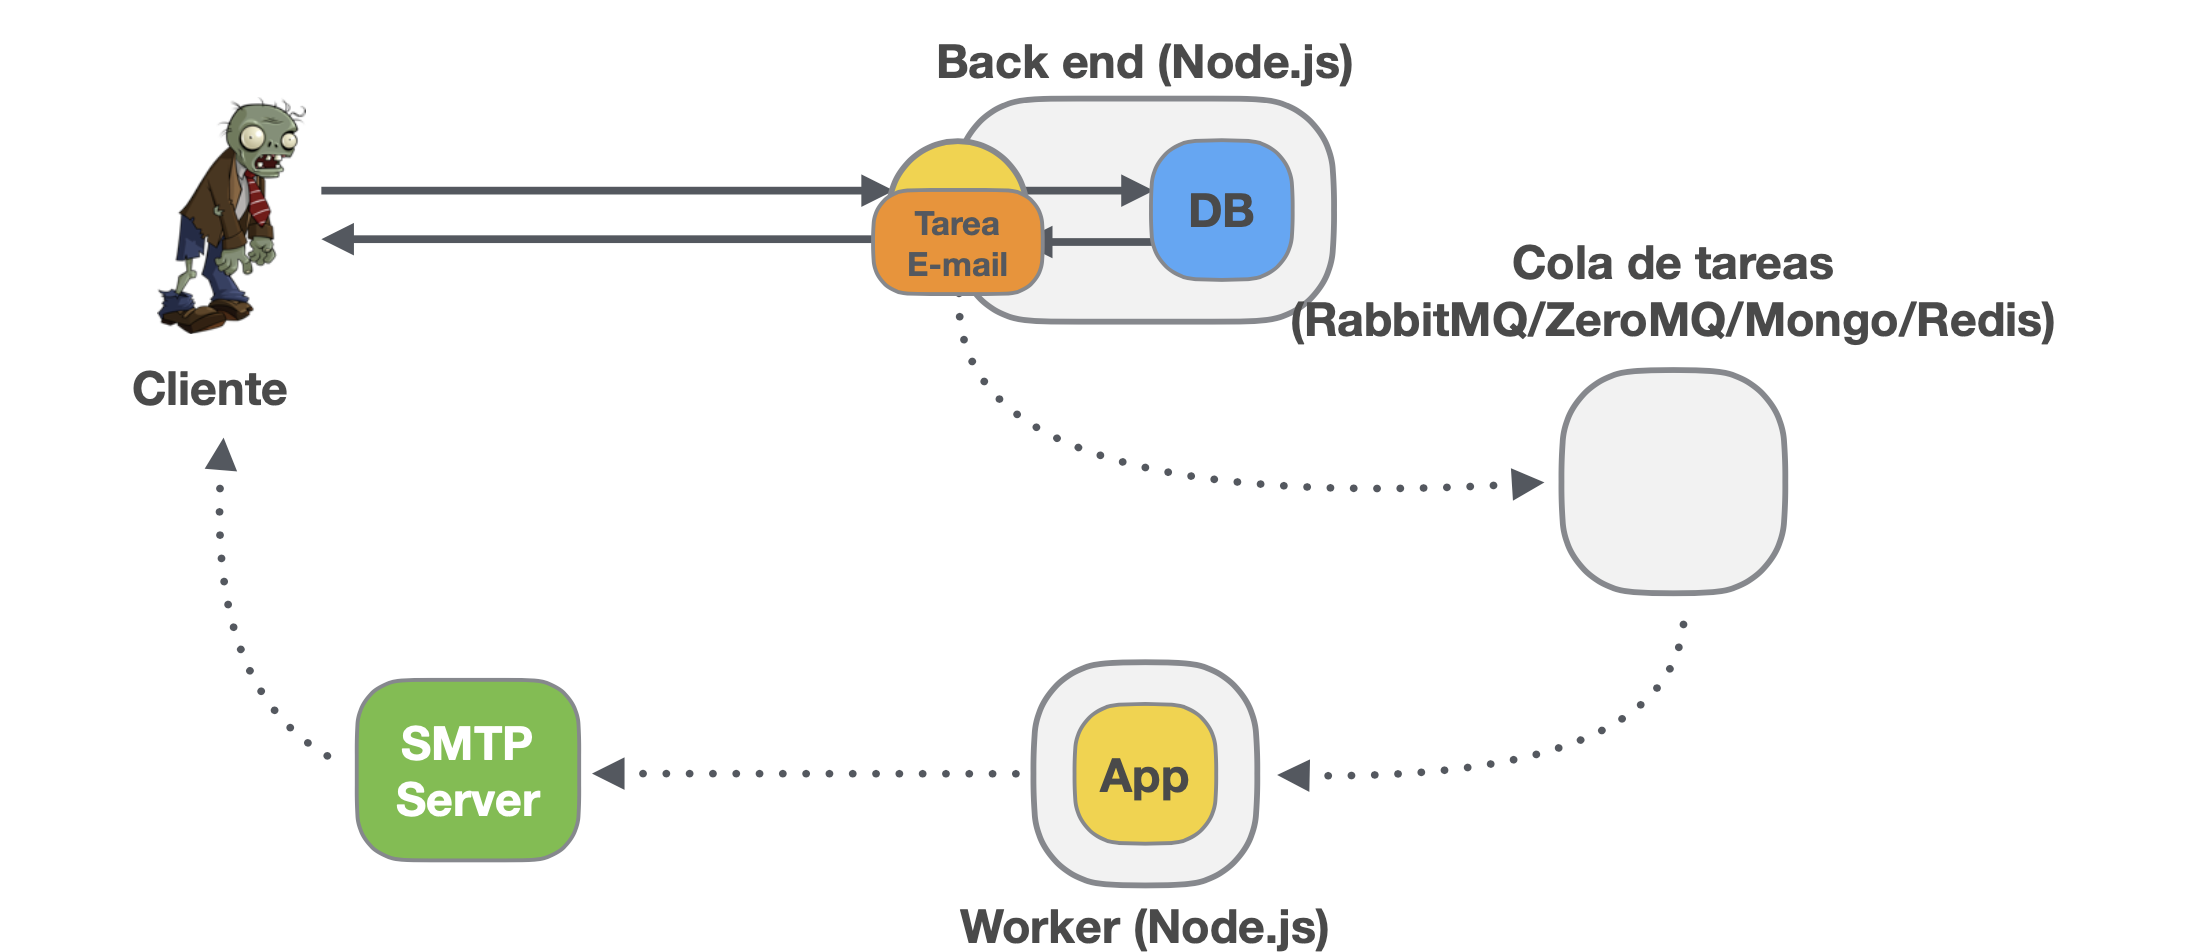 Back end (Node.js)
Tarea
E-mail
DB
Cola de tareas
(RabbitMQ/ZeroMQ/Mongo/Redis)
Cliente
SMTP
Server
App
Worker (Node.js)